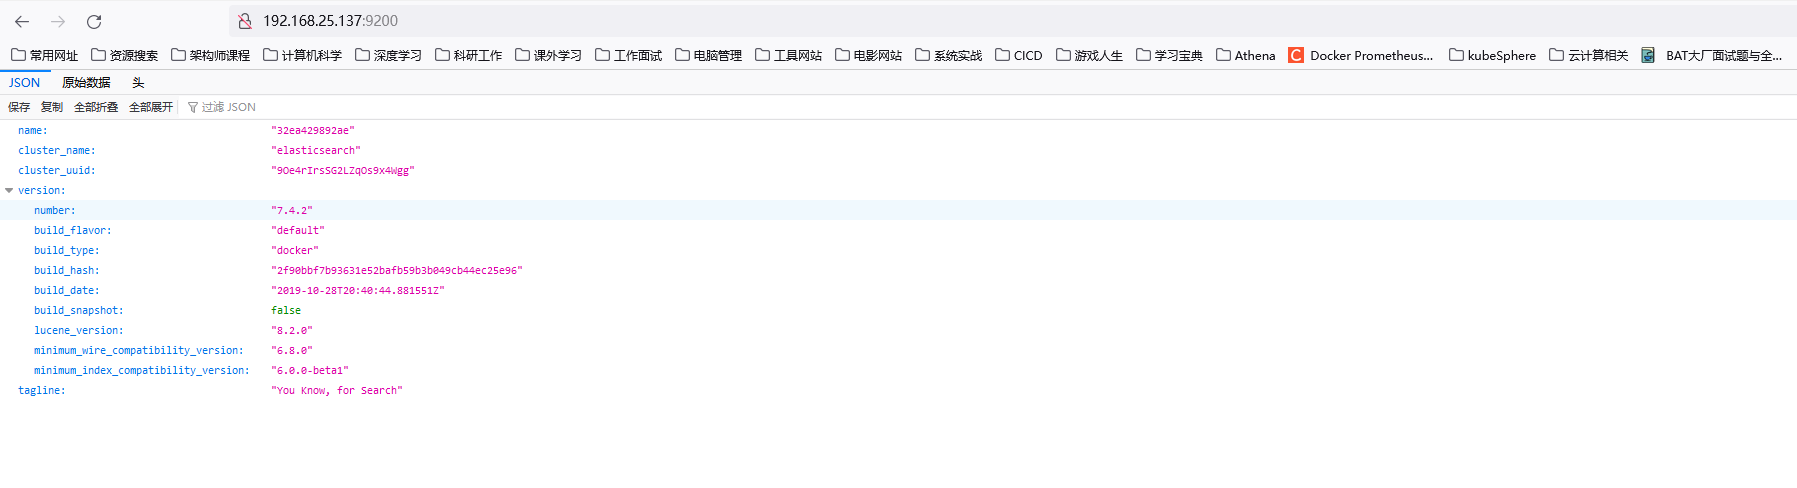 192.168.25.137:9200
常用网址 资源搜索 架构师课程 计算机科学 深度学习 科研工作 课外学习 工作面试 电脑管理 工具网站 电影网站 系统实战 CICD 游戏人生 学习宝典 Athena C Docker Prometheus... kubeSphere 云计算相关 BAT大厂面试题与全...
JSON 原始数据 头
保存 复制 全部折叠 全部展开 过滤 JSON
name: "32ea429892ae"
cluster_name: "elasticsearch"
cluster_uuid: "9Oe4rIrsSG2LZqOs9x4Wgg"
version:
number: "7.4.2"
build_flavor: "default"
build_type: "docker"
build_hash: "2f90bbf7b93631e52bafb59b3b049cb44ec25e96"
build_date: "2019-10-28T20:40:44.881551Z"
build_snapshot: false
lucene_version: "8.2.0"
minimum_wire_compatibility_version: "6.8.0"
minimum_index_compatibility_version: "6.0.0-beta1"
tagline: "You Know, for Search"